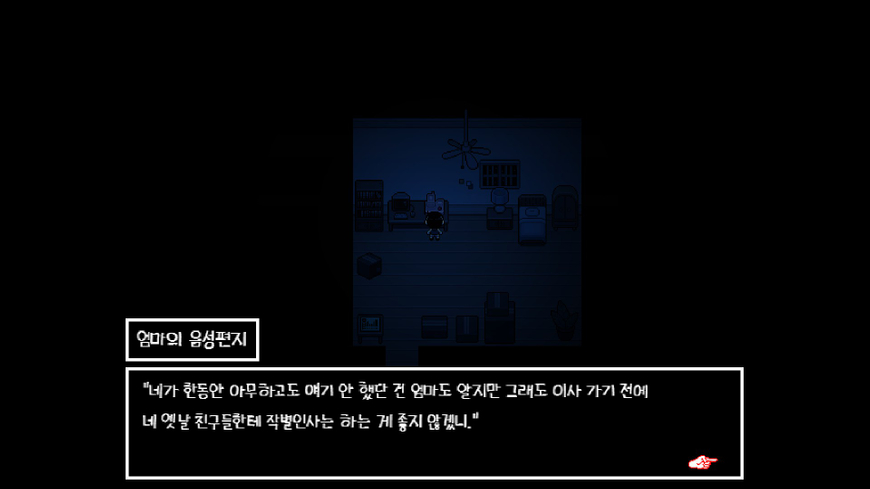 엄마의 음성편지
"네가 한동안 아무하고도 얘기 안 했단 건 엄마도 알지만 그래도 이사 가기 전에
네 옛날 친구들한테 작별인사는 하는 게 좋지 않겠니."